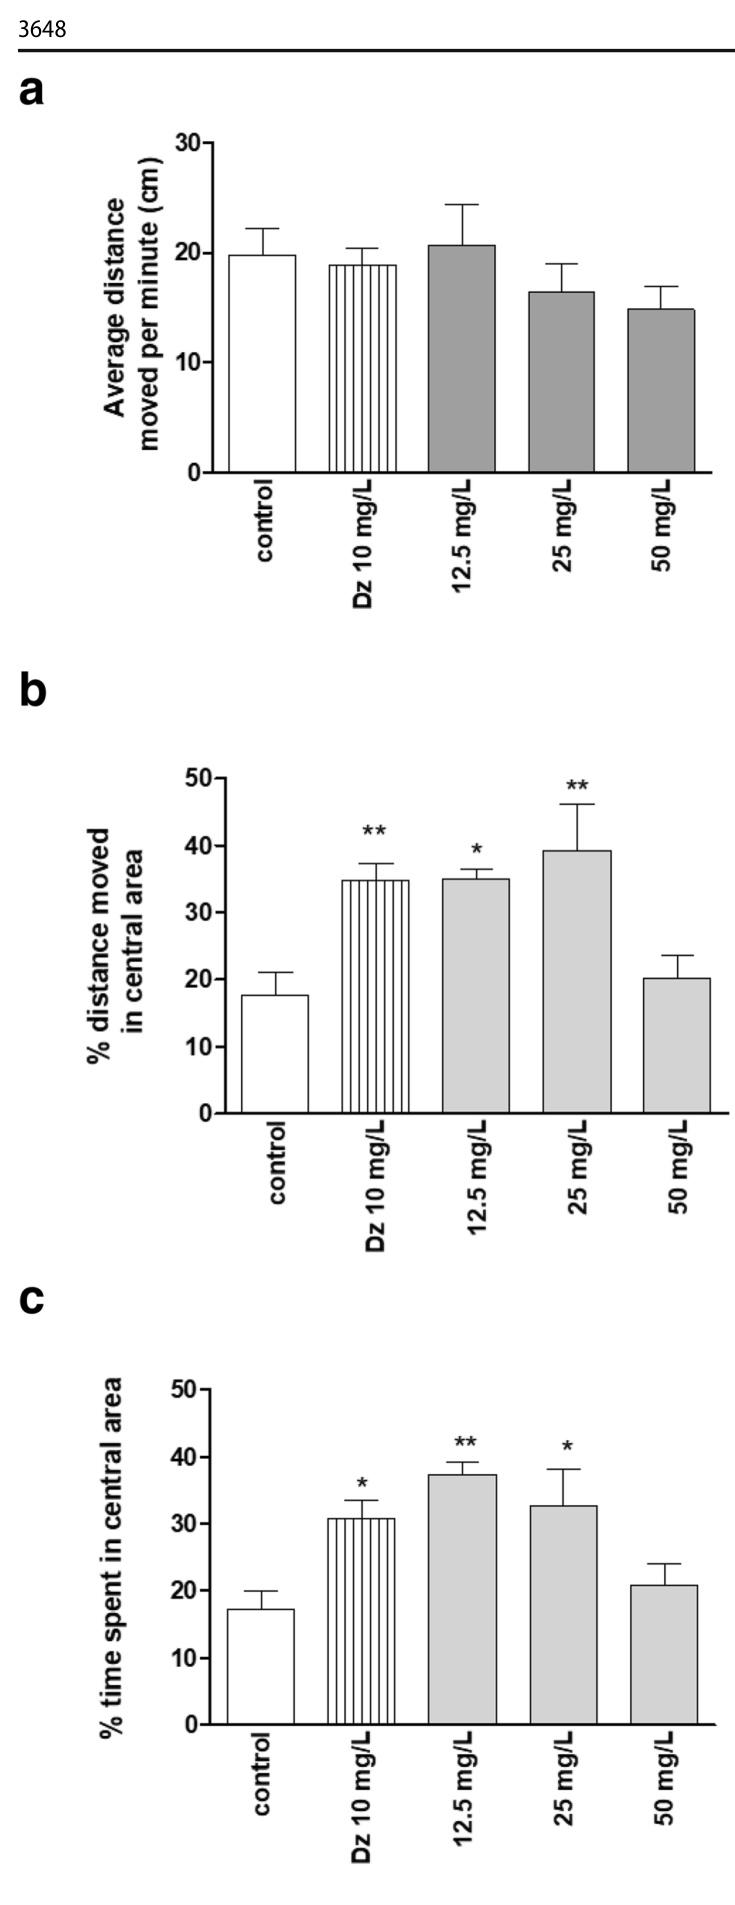 3648
a
Average distance
moved per minute (cm)
30
20
10
0
control
Dz 10 mg/L
12.5 mg/L
25 mg/L
50 mg/L
b
% distance moved
in central area
50
40
30
20
10
0
**
*
**
control
Dz 10 mg/L
12.5 mg/L
25 mg/L
50 mg/L
c
% time spent in central area
50
40
30
20
10
0
*
**
*
control
Dz 10 mg/L
12.5 mg/L
25 mg/L
50 mg/L